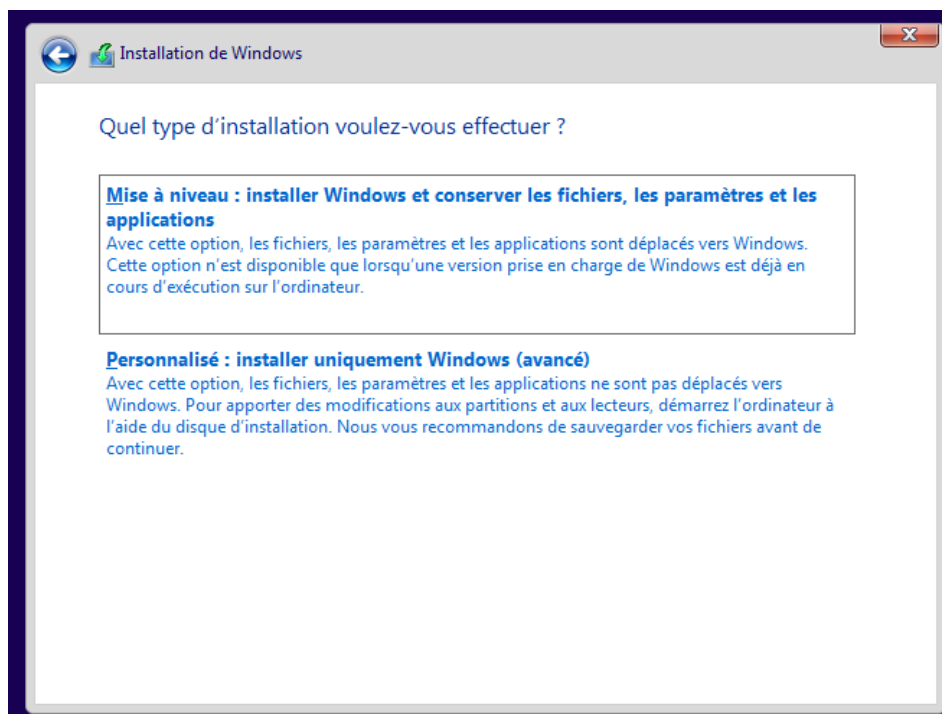 Installation de Windows
Quel type d'installation voulez-vous effectuer ?
Mise à niveau : installer Windows et conserver les fichiers, les paramètres et les
applications
Avec cette option, les fichiers, les paramètres et les applications sont déplacés vers Windows.
Cette option n'est disponible que lorsqu'une version prise en charge de Windows est déjà en
cours d'exécution sur l'ordinateur.
Personnalisé : installer uniquement Windows (avancé)
Avec cette option, les fichiers, les paramètres et les applications ne sont pas déplacés vers
Windows. Pour apporter des modifications aux partitions et aux lecteurs, démarrez l'ordinateur à
l'aide du disque d'installation. Nous vous recommandons de sauvegarder vos fichiers avant de
continuer.